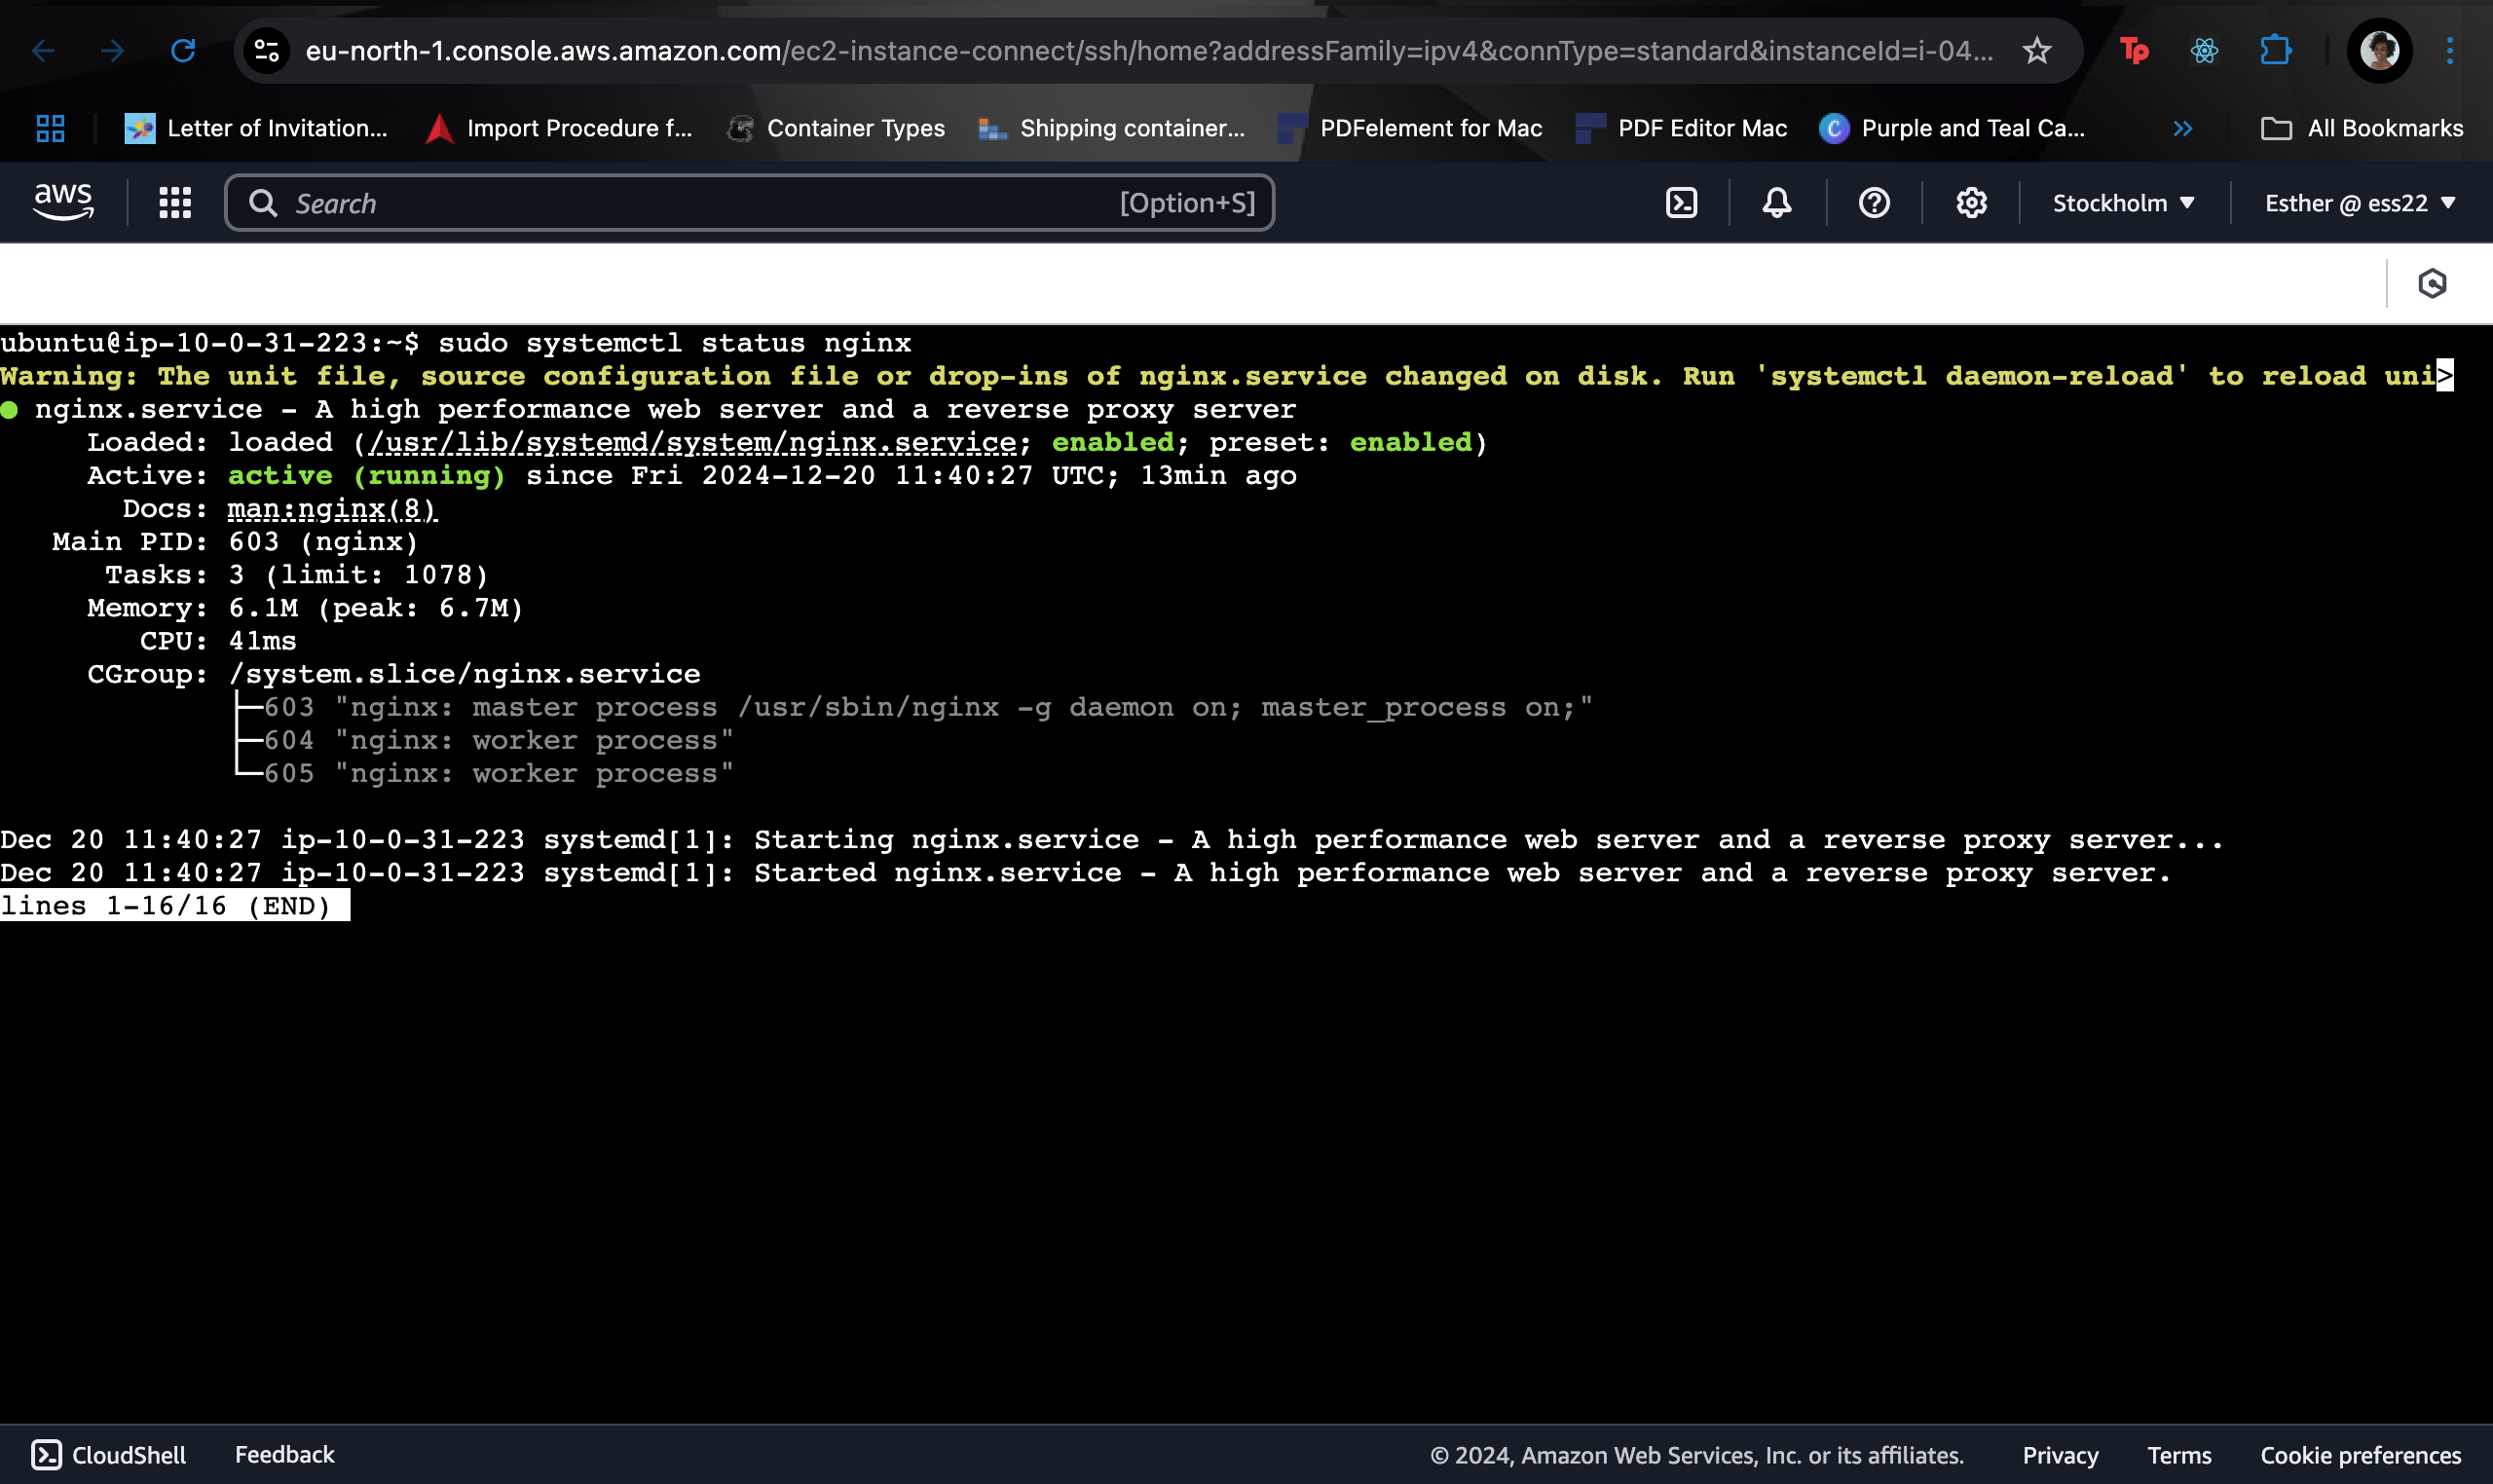 eu-north-1.console.aws.amazon.com/ec2-instance-connect/ssh/home?addressFamily=ipv4&connType=standard&instanceId=i-04...
Tp
Letter of Invitation... Import Procedure f... Container Types Shipping container... PDFelement for Mac PDF Editor Mac C Purple and Teal Ca... >> All Bookmarks
aws Search [Option+S] Stockholm ▼ Esther @ ess22 ▼
ubuntu@ip-10-0-31-223:~$ sudo systemctl status nginx
Warning: The unit file, source configuration file or drop-ins of nginx.service changed on disk. Run 'systemctl daemon-reload' to reload uni>
● nginx.service - A high performance web server and a reverse proxy server
Loaded: loaded (/usr/lib/systemd/system/nginx.service; enabled; preset: enabled)
Active: active (running) since Fri 2024-12-20 11:40:27 UTC; 13min ago
Docs: man:nginx(8)
Main PID: 603 (nginx)
Tasks: 3 (limit: 1078)
Memory: 6.1M (peak: 6.7M)
CPU: 41ms
CGroup: /system.slice/nginx.service
├─603 "nginx: master process /usr/sbin/nginx -g daemon on; master_process on;"
├─604 "nginx: worker process"
└─605 "nginx: worker process"
Dec 20 11:40:27 ip-10-0-31-223 systemd[1]: Starting nginx.service - A high performance web server and a reverse proxy server...
Dec 20 11:40:27 ip-10-0-31-223 systemd[1]: Started nginx.service - A high performance web server and a reverse proxy server.
lines 1-16/16 (END)
CloudShell Feedback © 2024, Amazon Web Services, Inc. or its affiliates. Privacy Terms Cookie preferences